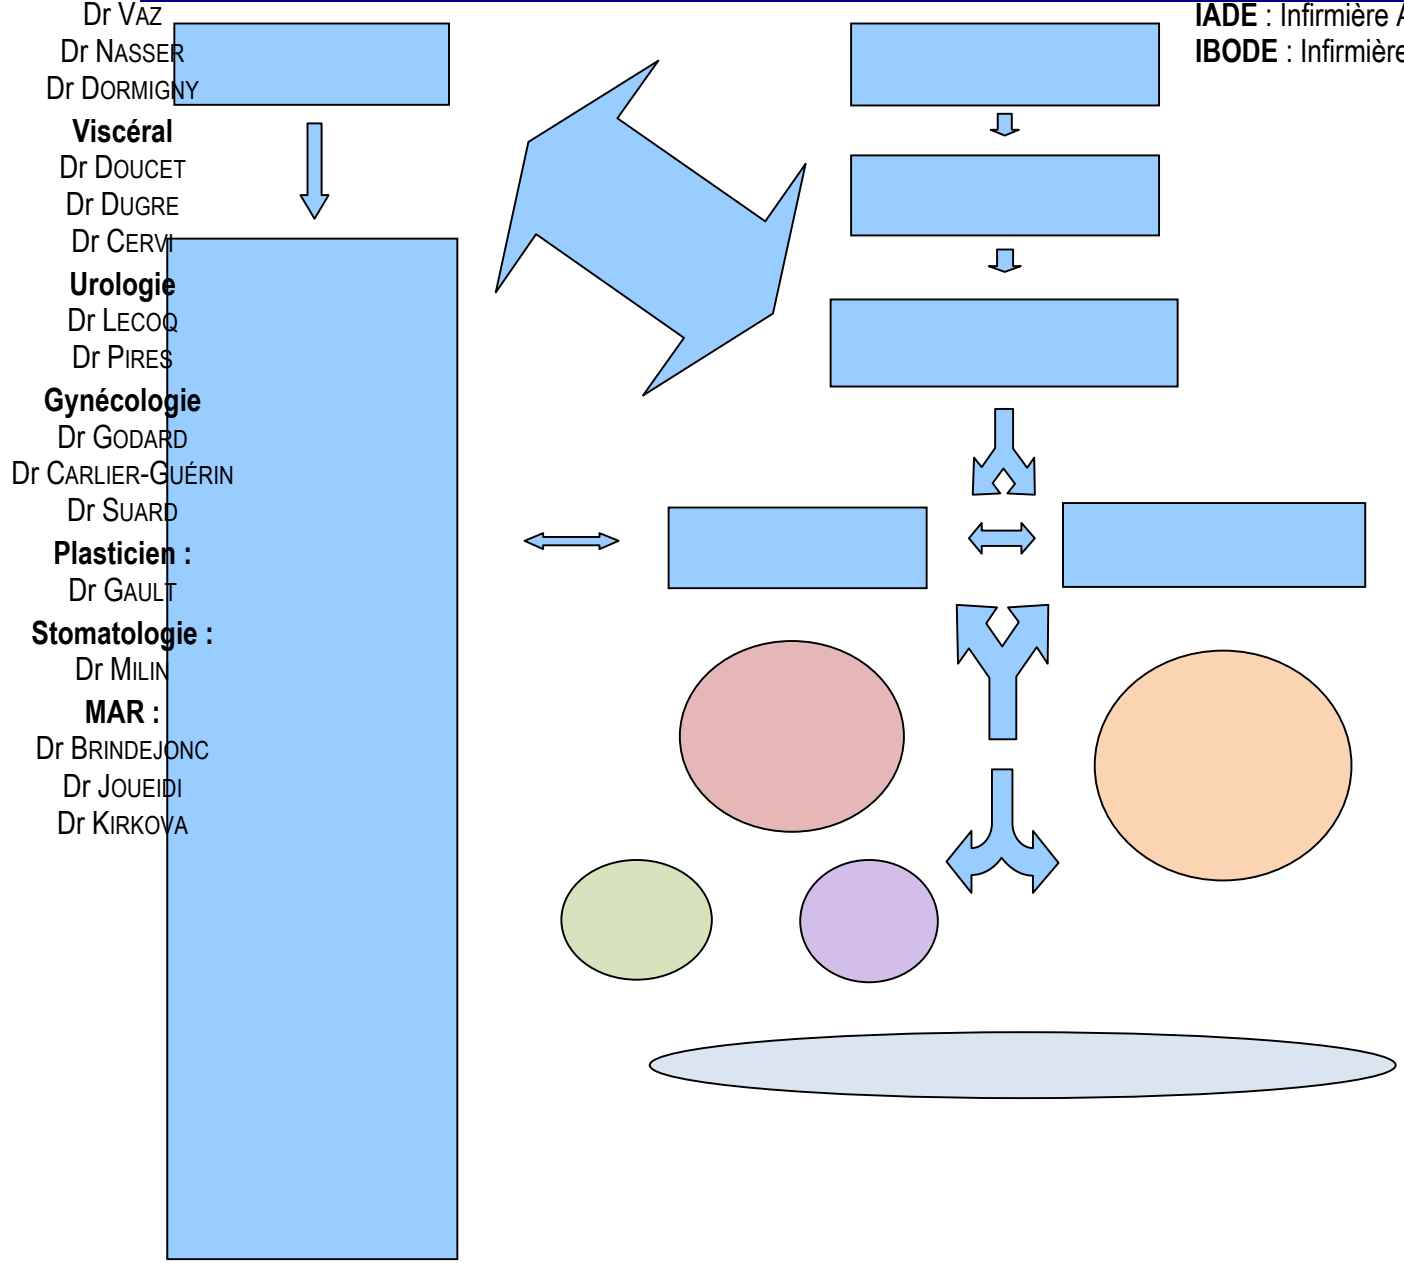 Dr VAZ
Dr NASSER
Dr DORMIGNY
Viscéral
Dr DOUCET
Dr DUGRE
Dr CERVI
Urologie
Dr LECOQ
Dr PIRES
Gynécologie
Dr GODARD
Dr CARLIER-GUÉRIN
Dr SUARD
Plasticien :
Dr GAULT
Stomatologie :
Dr MILIN
MAR :
Dr BRINDEJONC
Dr JOUEIDI
Dr KIRKOVA
IADE : Infirmière A
IBODE : Infirmière